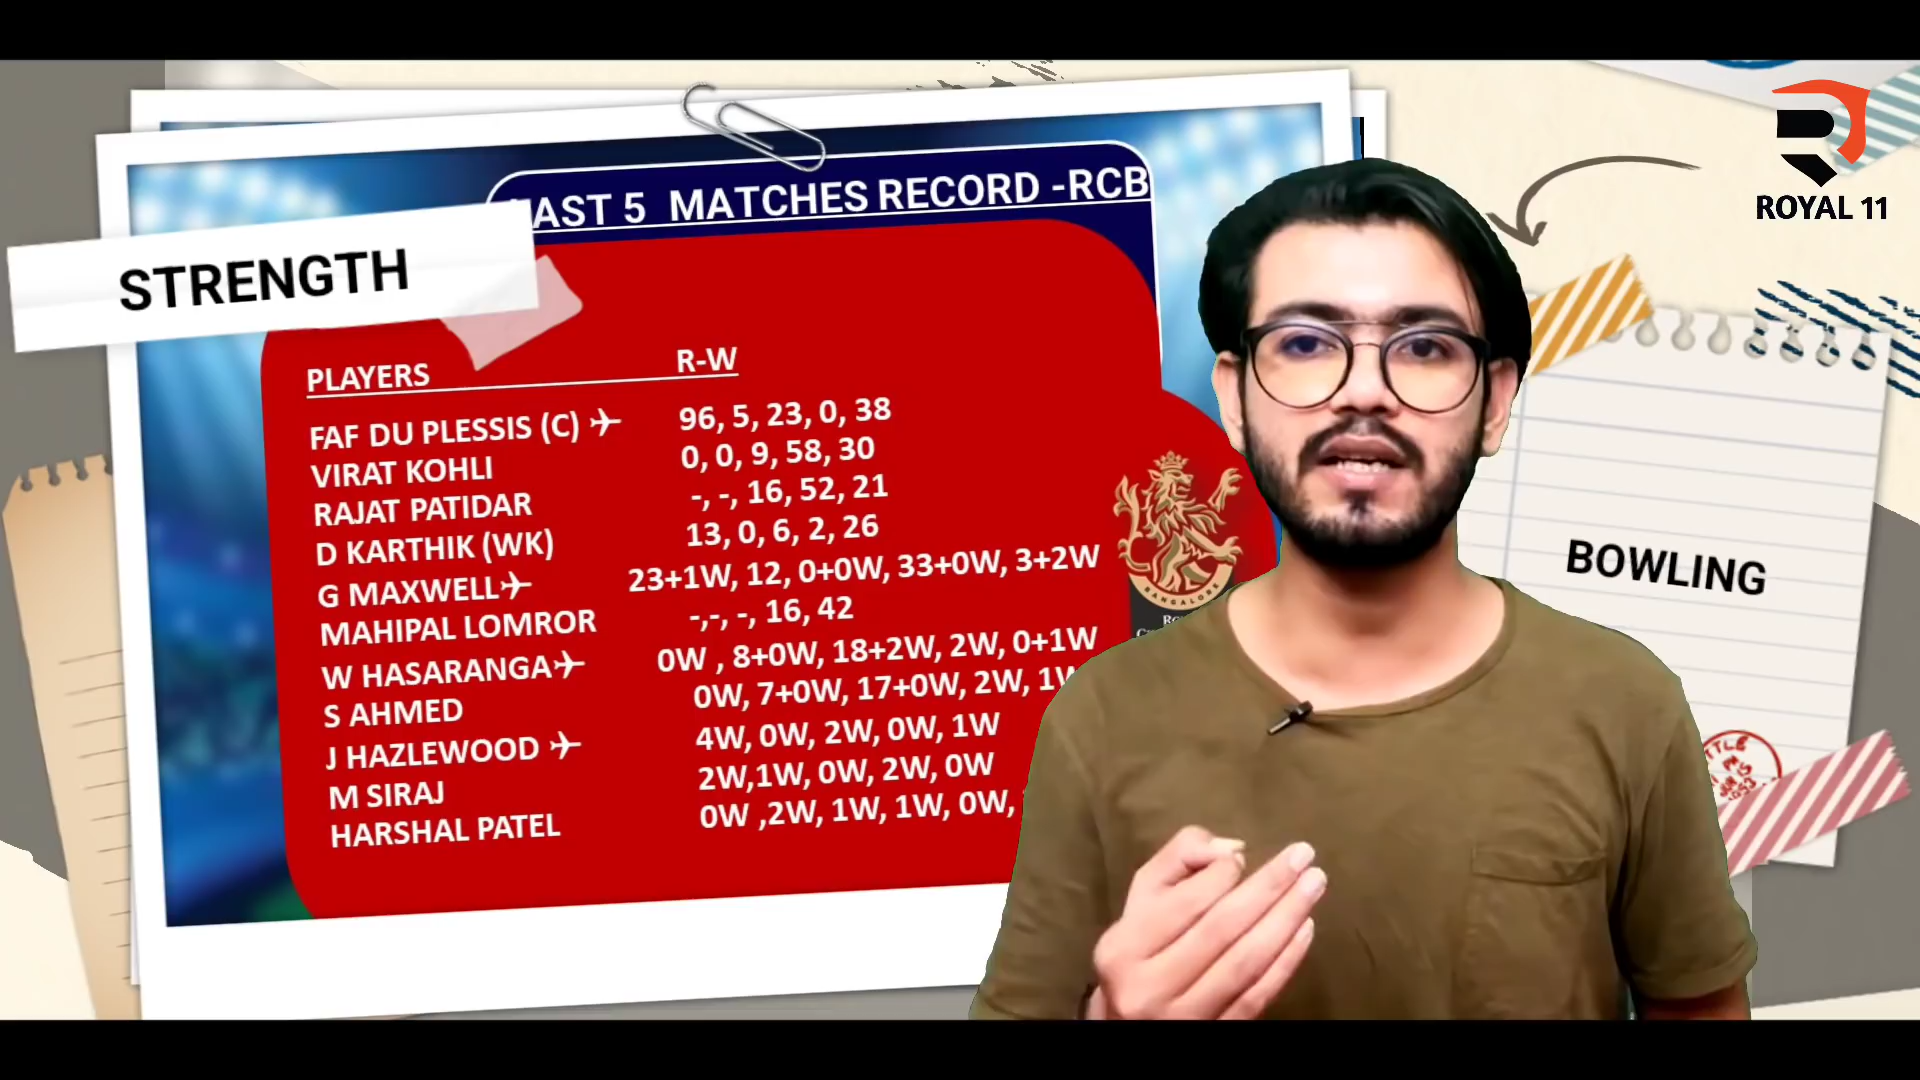 AST 5 MATCHES RECORD -RCB
ROYAL 11
STRENGTH
PLAYERS R-W
FAF DU PLESSIS (C) ✈ 96, 5, 23, 0, 38
VIRAT KOHLI 0, 0, 9, 58, 30
RAJAT PATIDAR -, -, 16, 52, 21
D KARTHIK (WK) 13, 0, 6, 2, 26
G MAXWELL✈ 23+1W, 12, 0+0W, 33+0W, 3+2W
MAHIPAL LOMROR -,-, -, 16, 42
W HASARANGA✈ 0W , 8+0W, 18+2W, 2W, 0+1W
S AHMED 0W, 7+0W, 17+0W, 2W, 1W
J HAZLEWOOD ✈ 4W, 0W, 2W, 0W, 1W
M SIRAJ 2W,1W, 0W, 2W, 0W
HARSHAL PATEL 0W ,2W, 1W, 1W, 0W,
BANGALORE
BOWLING